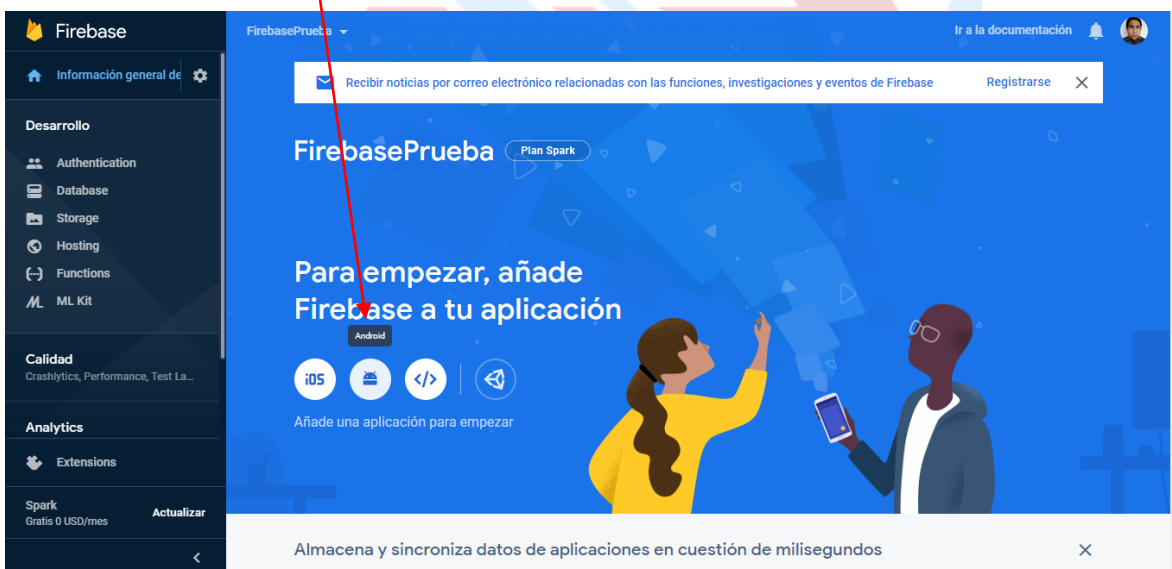 Firebase
FirebasePrueba
Ir a la documentación
Información general de
Recibir noticias por correo electrónico relacionadas con las funciones, investigaciones y eventos de Firebase
Registrarse
Desarrollo
Authentication
Database
Storage
Hosting
Functions
ML Kit
Calidad
Crashlytics, Performance, Test La...
Analytics
Extensions
Spark
Gratis 0 USD/mes
Actualizar
FirebasePrueba
Plan Spark
Para empezar, añade
Firebase a tu aplicación
Android
iOS
</>
Añade una aplicación para empezar
Almacena y sincroniza datos de aplicaciones en cuestión de milisegundos